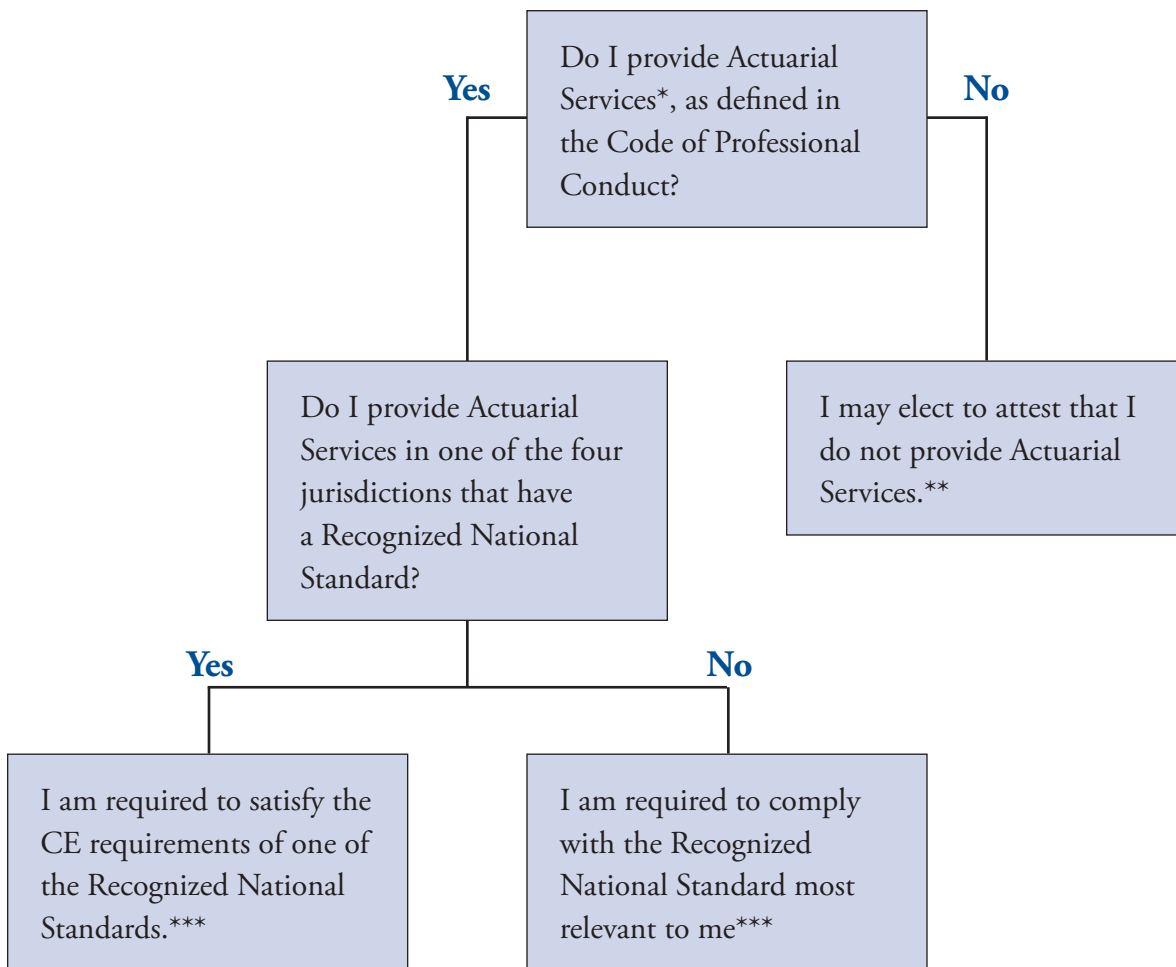 Do I provide Actuarial
Services*, as defined in
the Code of Professional
Conduct?
Yes
No
Do I provide Actuarial
Services in one of the four
jurisdictions that have
a Recognized National
Standard?
I may elect to attest that I
do not provide Actuarial
Services.**
Yes
No
I am required to satisfy the
CE requirements of one of
the Recognized National
Standards.***
I am required to comply
with the Recognized
National Standard most
relevant to me***